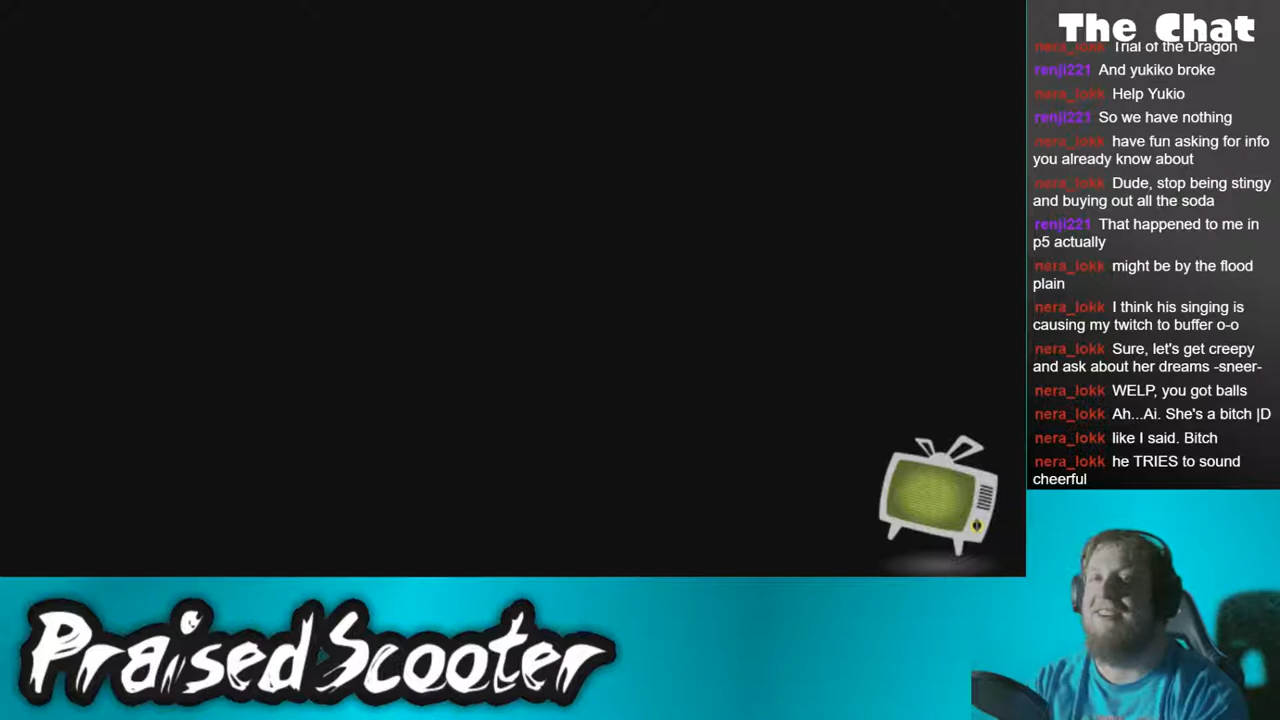 The Chat
nera_lokk Trial of the Dragon
renji221 And yukiko broke
nera_lokk Help Yukio
renji221 So we have nothing
nera_lokk have fun asking for info
you already know about
nera_lokk Dude, stop being stingy
and buying out all the soda
renji221 That happened to me in
p5 actually
nera_lokk might be by the flood
plain
nera_lokk I think his singing is
causing my twitch to buffer o-o
nera_lokk Sure, let's get creepy
and ask about her dreams -sneer-
nera_lokk WELP, you got balls
nera_lokk Ah...Ai. She's a bitch |D
nera_lokk like I said. Bitch
nera_lokk he TRIES to sound
cheerful
PraisedScooter